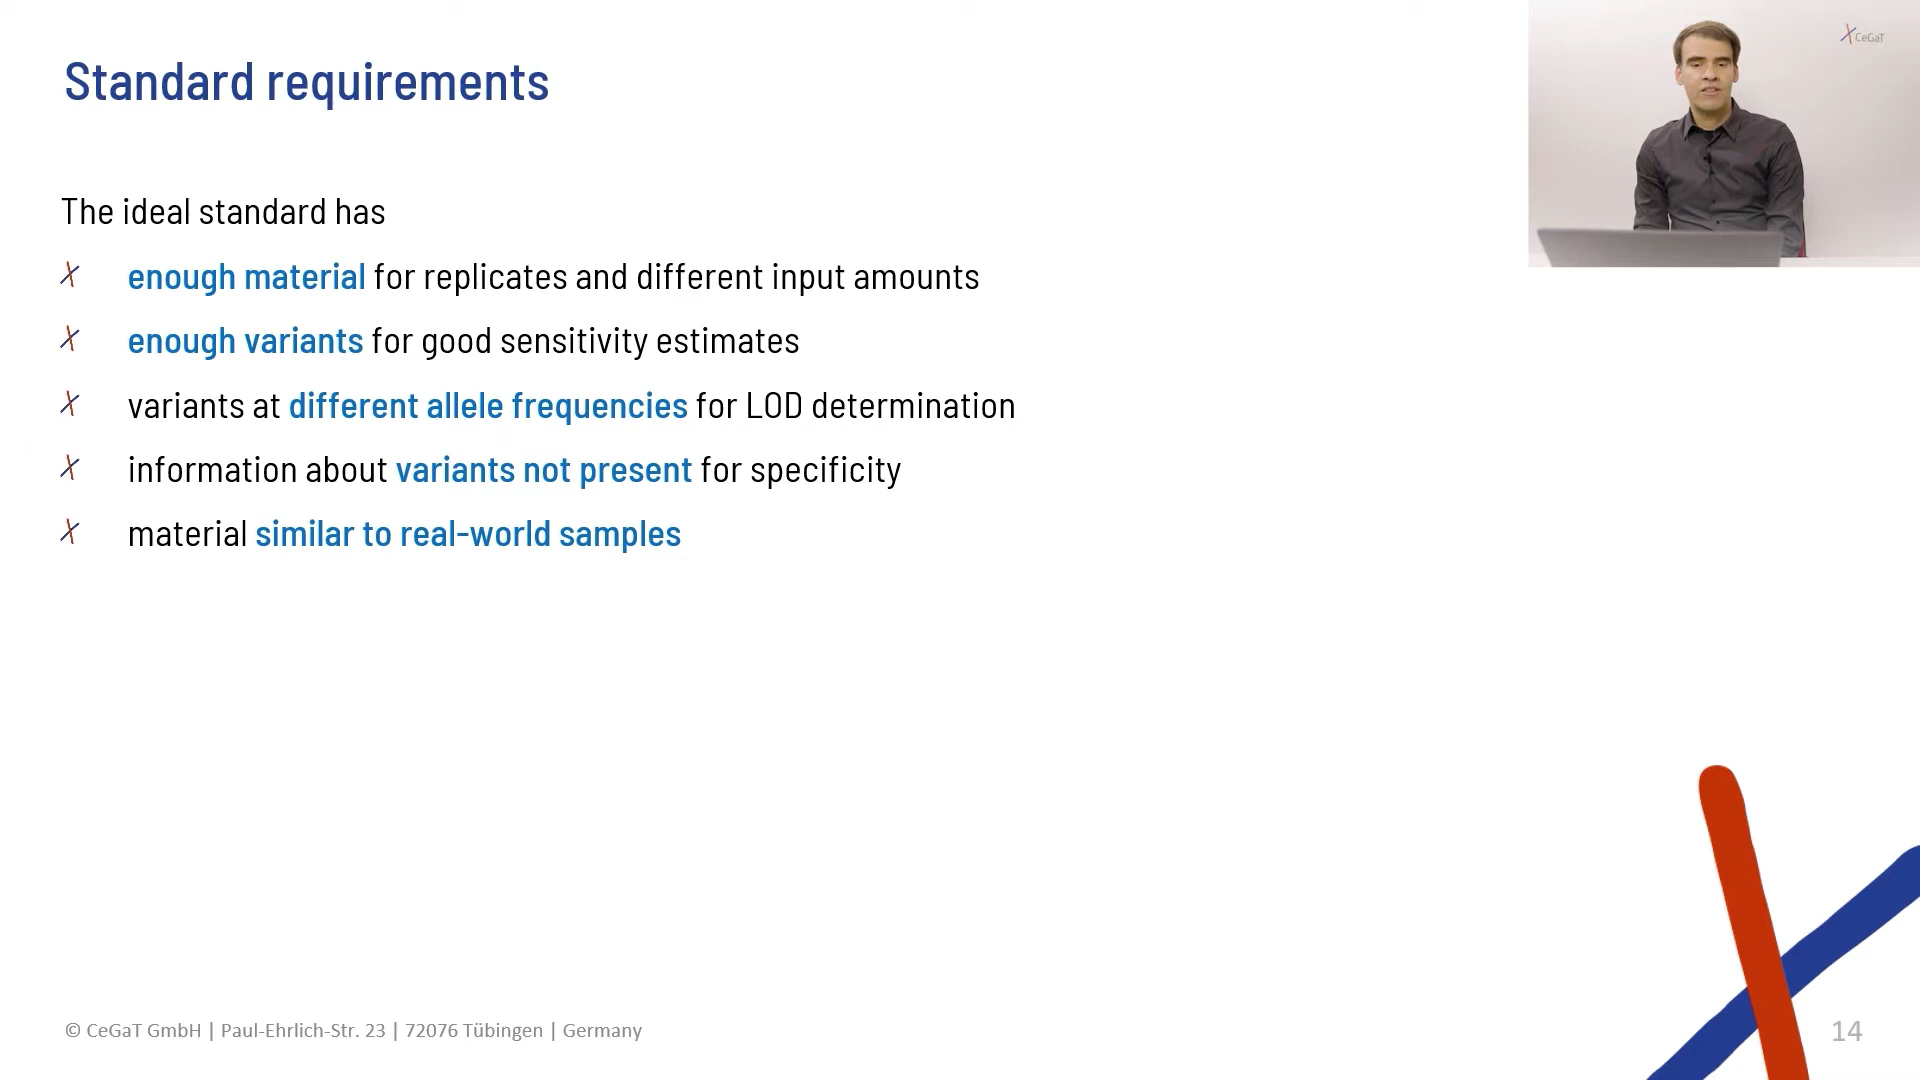 Standard requirements
CeGaT
The ideal standard has
enough material for replicates and different input amounts
enough variants for good sensitivity estimates
variants at different allele frequencies for LOD determination
information about variants not present for specificity
material similar to real-world samples
© CeGaT GmbH | Paul-Ehrlich-Str. 23 | 72076 Tübingen | Germany
14